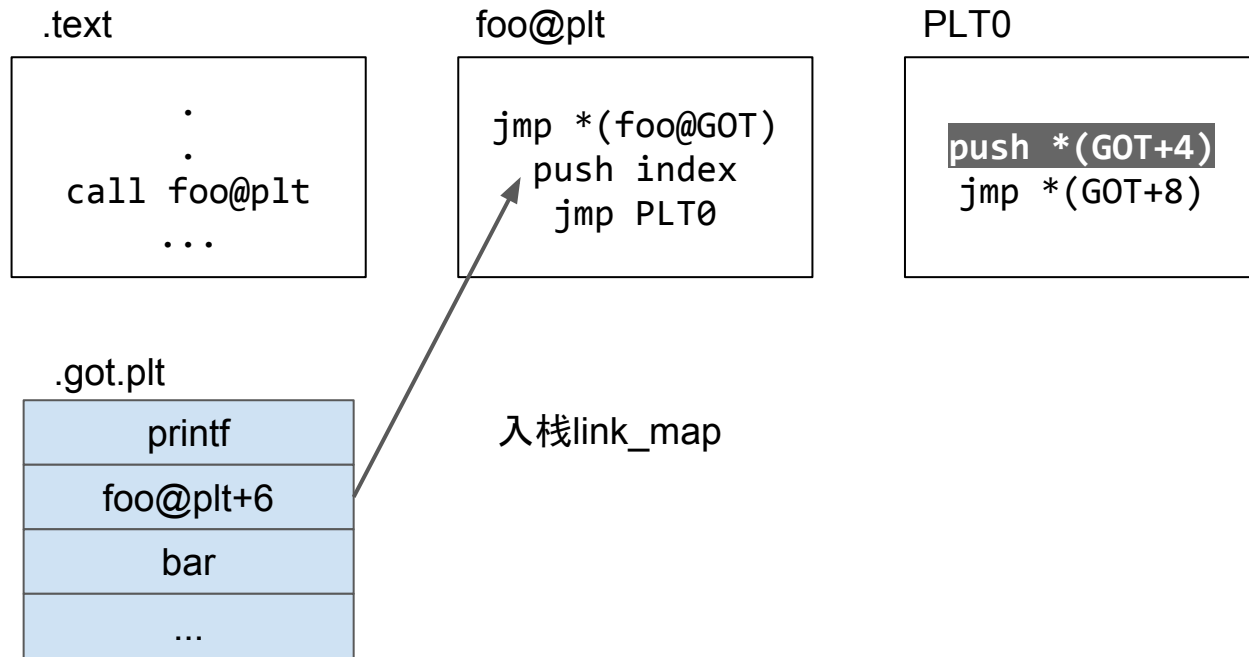 .text
foo@plt
PLT0
.
.
call foo@plt
...
jmp *(foo@GOT)
push index
jmp PLT0
push *(GOT+4)
jmp *(GOT+8)
.got.plt
printf
foo@plt+6
bar
...
入栈link_map